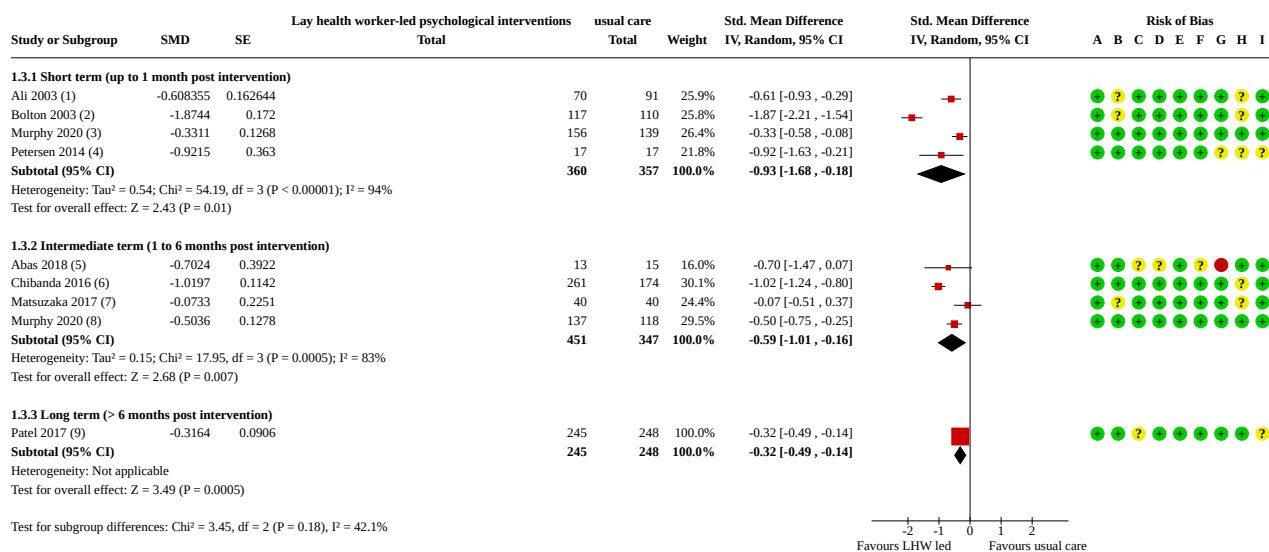 Lay health worker-led psychological interventions usual care Std. Mean Difference Std. Mean Difference Risk of Bias
Study or Subgroup SMD SE Total Total Weight IV, Random, 95% CI IV, Random, 95% CI A B C D E F G H I
1.3.1 Short term (up to 1 month post intervention)
Ali 2003 (1) -0.608355 0.162644 70 91 25.9% -0.61 [-0.93 , -0.29] + ? + + + + + ? +
Bolton 2003 (2) -1.8744 0.172 117 110 25.8% -1.87 [-2.21 , -1.54] + ? + + + + + ? +
Murphy 2020 (3) -0.3311 0.1268 156 139 26.4% -0.33 [-0.58 , -0.08] + + + + + + + + +
Petersen 2014 (4) -0.9215 0.363 17 17 21.8% -0.92 [-1.63 , -0.21] + + + + + + ? ? ?
Subtotal (95% CI) 360 357 100.0% -0.93 [-1.68 , -0.18]
Heterogeneity: Tau² = 0.54; Chi² = 54.19, df = 3 (P < 0.00001); I² = 94%
Test for overall effect: Z = 2.43 (P = 0.01)
1.3.2 Intermediate term (1 to 6 months post intervention)
Abas 2018 (5) -0.7024 0.3922 13 15 16.0% -0.70 [-1.47 , 0.07] + + ? ? + ? - + +
Chibanda 2016 (6) -1.0197 0.1142 261 174 30.1% -1.02 [-1.24 , -0.80] + + + + + + + ? +
Matsuzaka 2017 (7) -0.0733 0.2251 40 40 24.4% -0.07 [-0.51 , 0.37] + ? + + + + + ? +
Murphy 2020 (8) -0.5036 0.1278 137 118 29.5% -0.50 [-0.75 , -0.25] + + + + + + + + +
Subtotal (95% CI) 451 347 100.0% -0.59 [-1.01 , -0.16]
Heterogeneity: Tau² = 0.15; Chi² = 17.95, df = 3 (P = 0.0005); I² = 83%
Test for overall effect: Z = 2.68 (P = 0.007)
1.3.3 Long term (> 6 months post intervention)
Patel 2017 (9) -0.3164 0.0906 245 248 100.0% -0.32 [-0.49 , -0.14] + + ? + + + + + ?
Subtotal (95% CI) 245 248 100.0% -0.32 [-0.49 , -0.14]
Heterogeneity: Not applicable
Test for overall effect: Z = 3.49 (P = 0.0005)
Test for subgroup differences: Chi² = 3.45, df = 2 (P = 0.18), I² = 42.1%
-2 -1 0 1 2
Favours LHW led Favours usual care